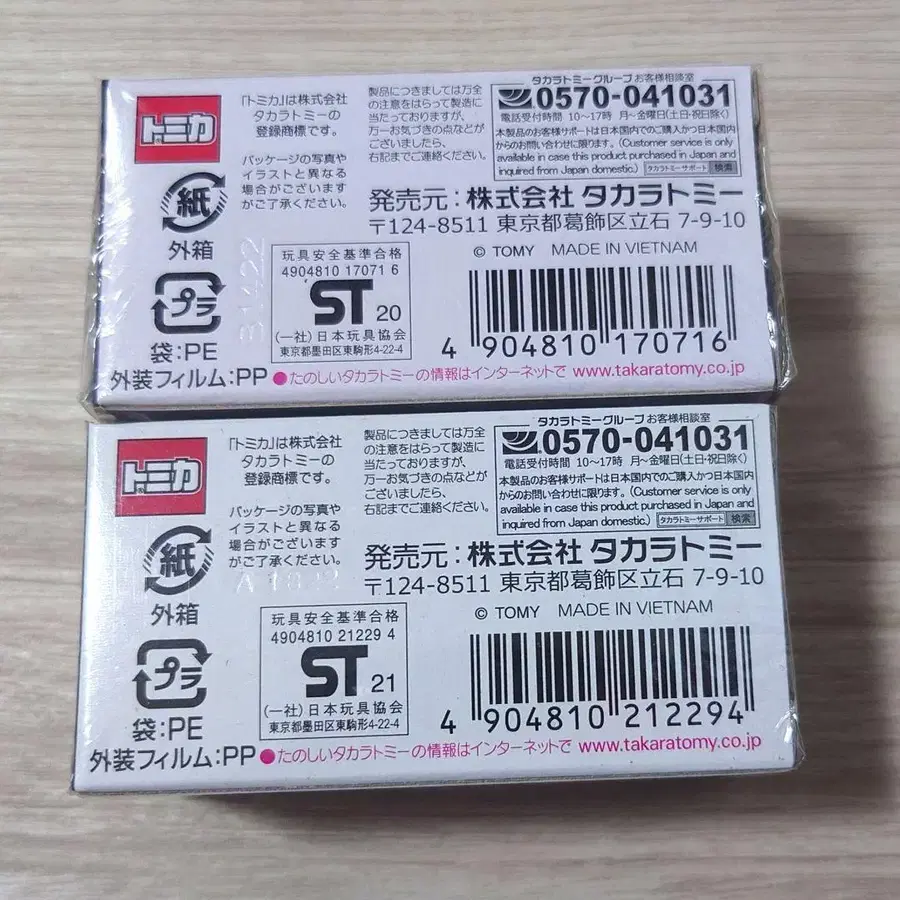 トミカ
「トミカ」は株式会社
タカラトミーの
登録商標です。
パッケージの写真や
イラストと異なる
場合がございます
がご了承ください。
製品につきましては万全
の注意をはらって製造に
当たっておりますが、
万一お気づきの点などが
ございましたら、
右記までご連絡ください。
タカラトミーグループ お客様相談室
0570-041031
電話受付時間 10〜17時 月〜金曜日(土・日・祝日除く)
本製品のお客様サポートは日本国内でのご購入かつ日本国内
からのお問い合わせに限ります。(Customer service is only
available in case this product purchased in Japan and
inquired from Japan domestic.) タカラトミーサポート 検索
発売元：株式会社 タカラトミー
〒124-8511 東京都葛飾区立石 7-9-10
© TOMY MADE IN VIETNAM
紙
外箱
プラ
袋：PE
外装フィルム：PP
玩具安全基準合格
4904810 17071 6
ST 20
(一社)日本玩具協会
東京都墨田区東駒形4-22-4
4 904810 170716
●たのしいタカラトミーの情報はインターネットで www.takaratomy.co.jp
トミカ
「トミカ」は株式会社
タカラトミーの
登録商標です。
パッケージの写真や
イラストと異なる
場合がございます
がご了承ください。
製品につきましては万全
の注意をはらって製造に
当たっておりますが、
万一お気づきの点などが
ございましたら、
右記までご連絡ください。
タカラトミーグループ お客様相談室
0570-041031
電話受付時間 10〜17時 月〜金曜日(土・日・祝日除く)
本製品のお客様サポートは日本国内でのご購入かつ日本国内
からのお問い合わせに限ります。(Customer service is only
available in case this product purchased in Japan and
inquired from Japan domestic.) タカラトミーサポート 検索
発売元：株式会社 タカラトミー
〒124-8511 東京都葛飾区立石 7-9-10
© TOMY MADE IN VIETNAM
紙
外箱
プラ
袋：PE
外装フィルム：PP
玩具安全基準合格
4904810 21229 4
ST 21
(一社)日本玩具協会
東京都墨田区東駒形4-22-4
4 904810 212294
●たのしいタカラトミーの情報はインターネットで www.takaratomy.co.jp